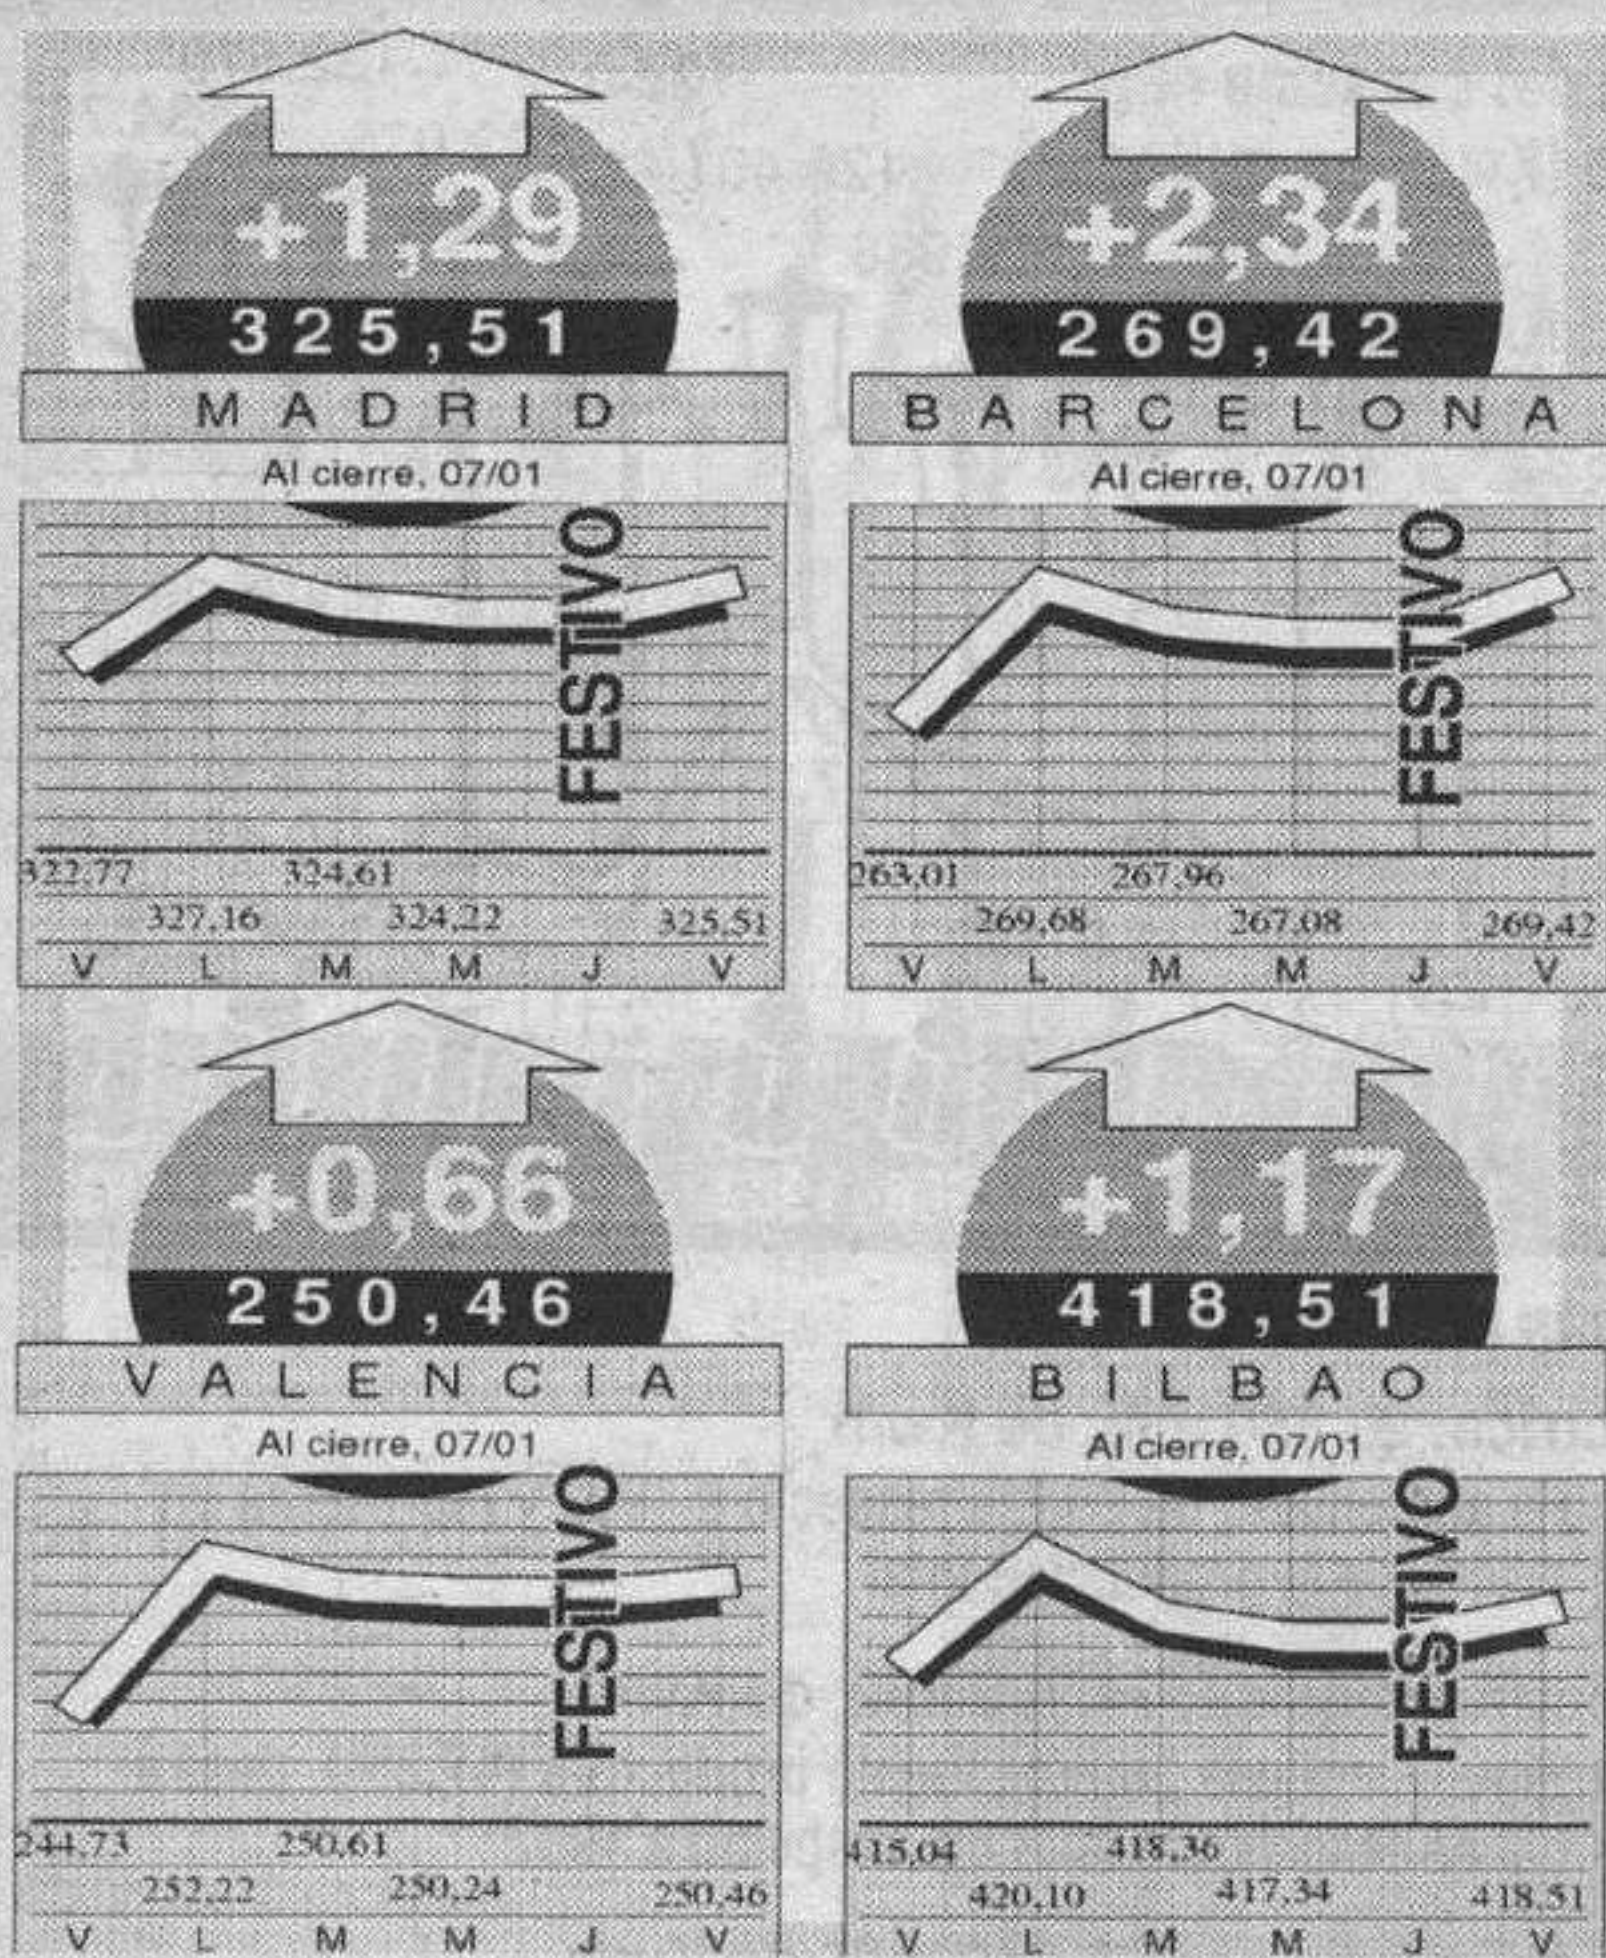 +1,29
325,51
MADRID
Al cierre, 07/01
FESTIVO
322,77 324,61
327,16 324,22 325,51
V L M M J V
+2,34
269,42
BARCELONA
Al cierre, 07/01
FESTIVO
263,01 267,96
269,68 267,08 269,42
V L M M J V
+0,66
250,46
VALENCIA
Al cierre, 07/01
FESTIVO
244,73 250,61
252,22 250,24 250,46
V L M M J V
+1,17
418,51
BILBAO
Al cierre, 07/01
FESTIVO
415,04 418,36
420,10 417,34 418,51
V L M M J V